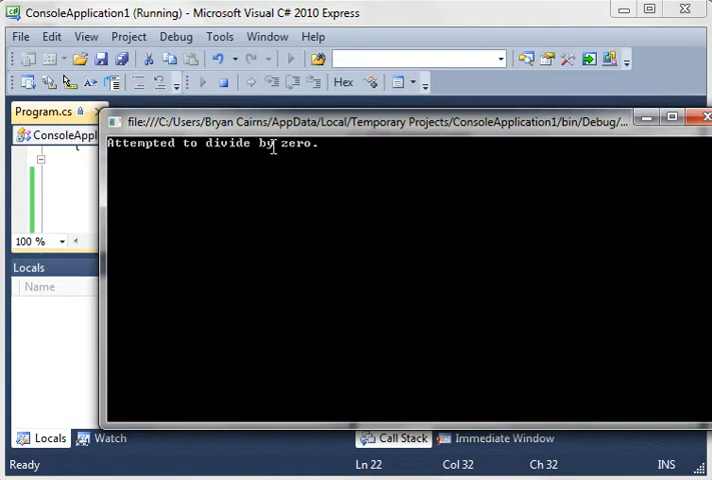 ConsoleApplication1 (Running) - Microsoft Visual C# 2010 Express
File Edit View Project Debug Tools Window Help
Hex
Program.cs
file:///C:/Users/Bryan Cairns/AppData/Local/Temporary Projects/ConsoleApplication1/bin/Debug/...
ConsoleAppl
Attempted to divide by zero.
100 %
Locals
Name
Locals Watch Call Stack Immediate Window
Ready Ln 22 Col 32 Ch 32 INS